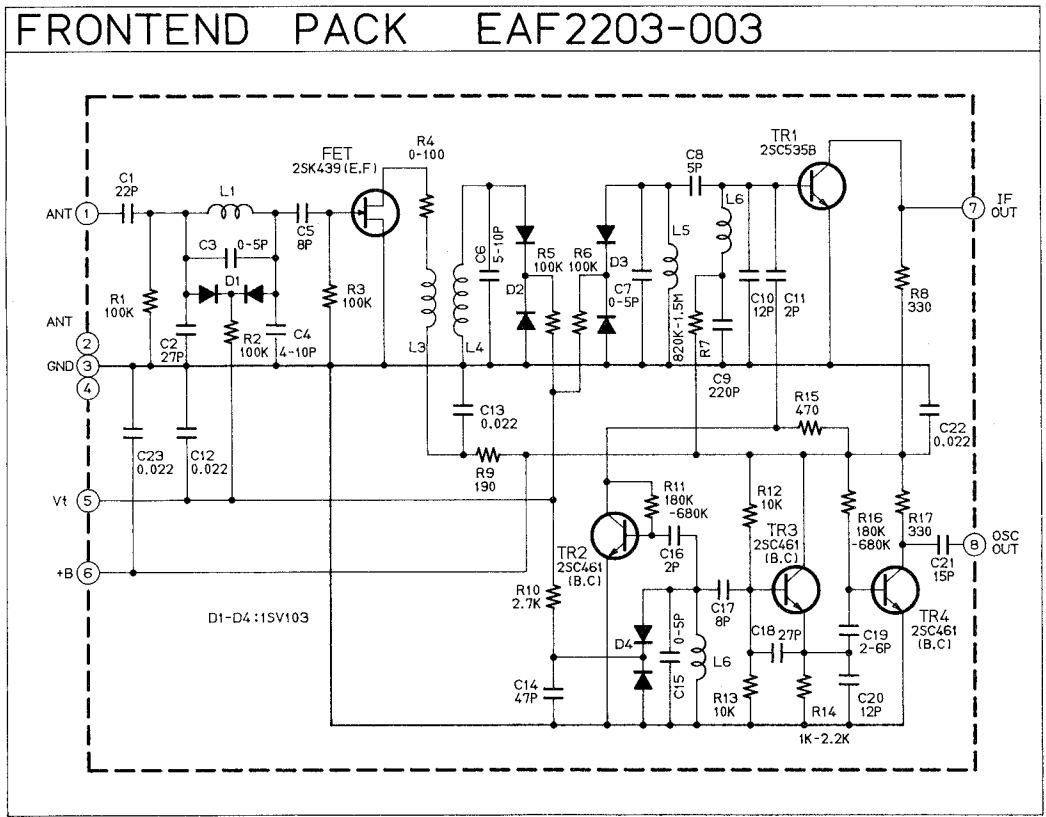 FRONTEND PACK EAF2203-003
ANT
1
C1
22P
R1
100K
L1
C3
0-5P
D1
C2
27P
R2
100K
C4
4-10P
C5
8P
R3
100K
FET
2SK439(E.F)
R4
0-100
L3
L4
C6
5-10P
D2
R5
100K
R6
100K
D3
C7
0-5P
L5
820K-1.5M
C8
5P
L6
R7
C9
220P
C10
12P
C11
2P
TR1
2SC535B
7
IF
OUT
R8
330
ANT
2
GND
3
4
C23
0.022
C12
0.022
C13
0.022
R9
190
R15
470
C22
0.022
Vt
5
+B
6
R11
180K
-680K
TR2
2SC461
(B.C)
C16
2P
R12
10K
TR3
2SC461
(B.C)
R16
180K
-680K
R17
330
8
OSC
OUT
C21
15P
R10
2.7K
D1-D4:1SV103
D4
0-5P
C15
L6
C17
8P
C18
27P
C19
2-6P
TR4
2SC461
(B.C)
C14
47P
R13
10K
R14
1K-2.2K
C20
12P